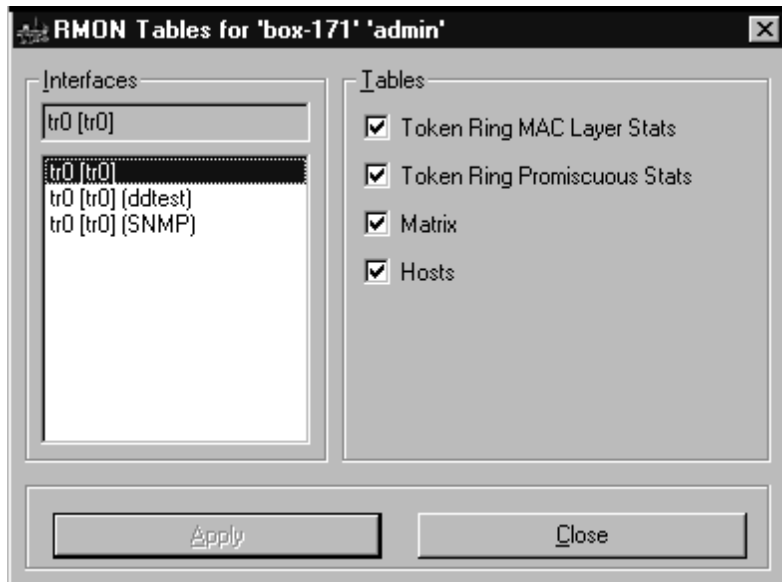 RMON Tables for 'box-171' 'admin'
Interfaces
tr0 [tr0]
tr0 [tr0]
tr0 [tr0] (ddtest)
tr0 [tr0] (SNMP)
Tables
Token Ring MAC Layer Stats
Token Ring Promiscuous Stats
Matrix
Hosts
Apply
Close